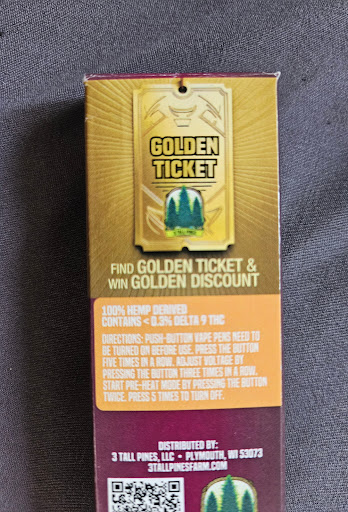 GOLDEN
TICKET
3 TALL PINES
FIND GOLDEN TICKET &
WIN GOLDEN DISCOUNT
100% HEMP DERIVED
CONTAINS < 0.3% DELTA 9 THC
DIRECTIONS: PUSH-BUTTON VAPE PENS NEED TO
BE TURNED ON BEFORE USE. PRESS THE BUTTON
FIVE TIMES IN A ROW. ADJUST VOLTAGE BY
PRESSING THE BUTTON THREE TIMES IN A ROW.
START PRE-HEAT MODE BY PRESSING THE BUTTON
TWICE. PRESS 5 TIMES TO TURN OFF.
DISTRIBUTED BY:
3 TALL PINES, LLC - PLYMOUTH, WI 53073
3TALLPINESFARM.COM